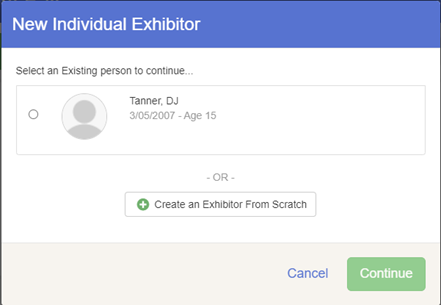 New Individual Exhibitor
Select an Existing person to continue...
Tanner, DJ
3/05/2007 - Age 15
- OR -
Create an Exhibitor From Scratch
Cancel
Continue